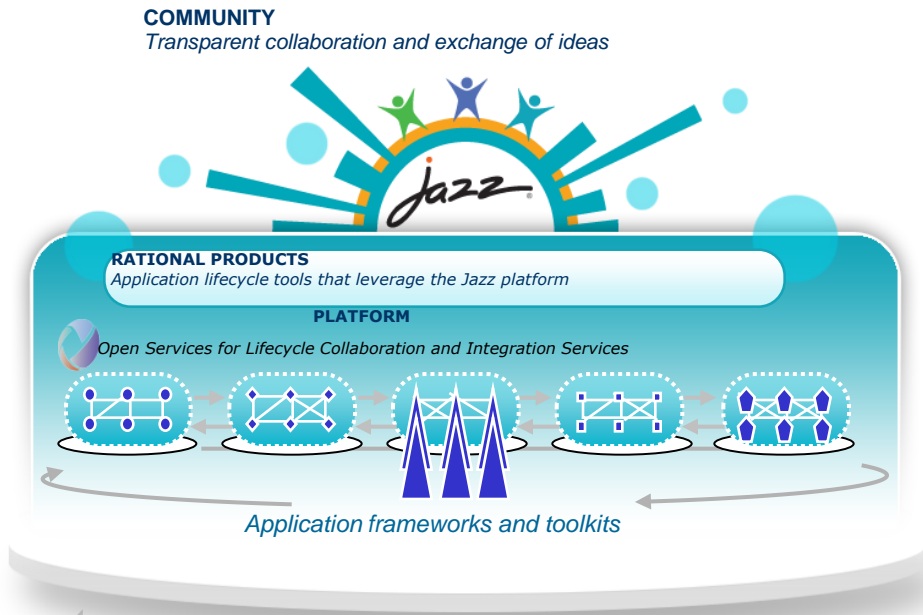 COMMUNITY
Transparent collaboration and exchange of ideas
jazz
RATIONAL PRODUCTS
Application lifecycle tools that leverage the Jazz platform
PLATFORM
Open Services for Lifecycle Collaboration and Integration Services
Application frameworks and toolkits